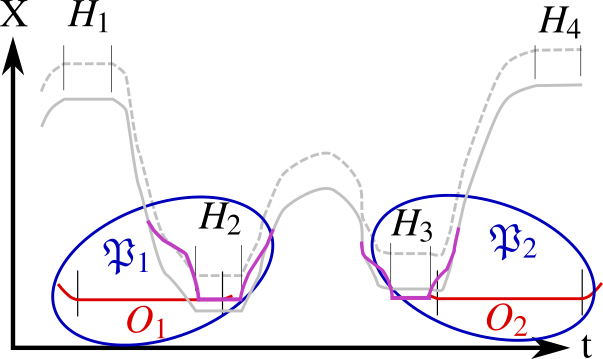 X H₁ H₄
H₂ H₃
𝔓₁ 𝔓₂
O₁ O₂
t